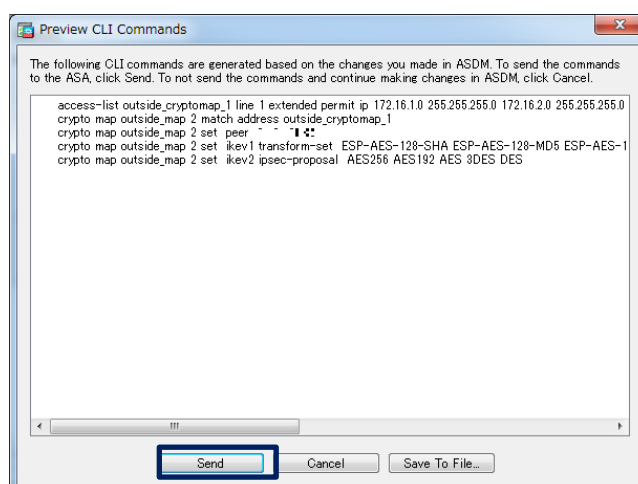 Preview CLI Commands
The following CLI commands are generated based on the changes you made in ASDM. To send the commands
to the ASA, click Send. To not send the commands and continue making changes in ASDM, click Cancel.
access-list outside_cryptomap_1 line 1 extended permit ip 172.16.1.0 255.255.255.0 172.16.2.0 255.255.255.0
crypto map outside_map 2 match address outside_cryptomap_1
crypto map outside_map 2 set peer
crypto map outside_map 2 set ikev1 transform-set ESP-AES-128-SHA ESP-AES-128-MD5 ESP-AES-1
crypto map outside_map 2 set ikev2 ipsec-proposal AES256 AES192 AES 3DES DES
Send Cancel Save To File...